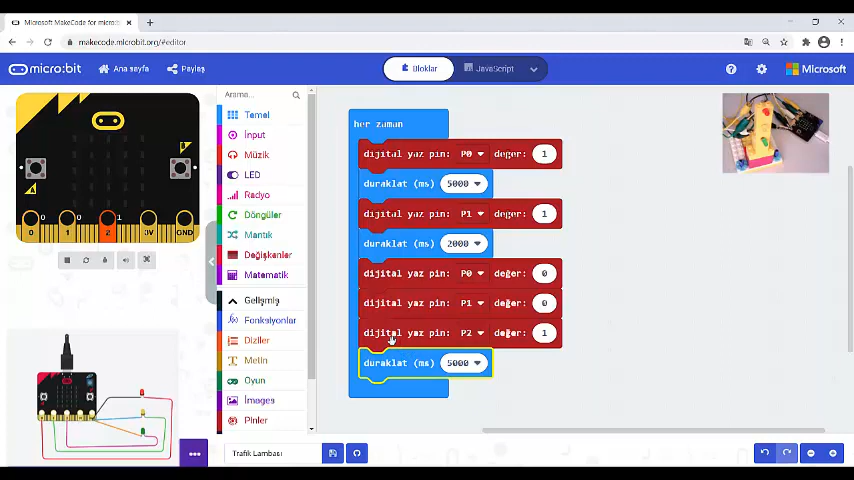 Microsoft MakeCode for micro:b
makecode.microbit.org/#editor
micro:bit
Ana sayfa
Paylaş
Bloklar
JavaScript
Microsoft
Arama...
Temel
Input
Müzik
LED
Radyo
Döngüler
Mantık
Değişkenler
Matematik
Gelişmiş
Fonksiyonlar
Diziler
Metin
Oyun
Images
Pinler
her zaman
dijital yaz pin: P0 değer: 1
duraklat (ms) 5000
dijital yaz pin: P1 değer: 1
duraklat (ms) 2000
dijital yaz pin: P0 değer: 0
dijital yaz pin: P1 değer: 0
dijital yaz pin: P2 değer: 1
duraklat (ms) 5000
0 0 1
0 1 2 3V GND
Trafik Lambası